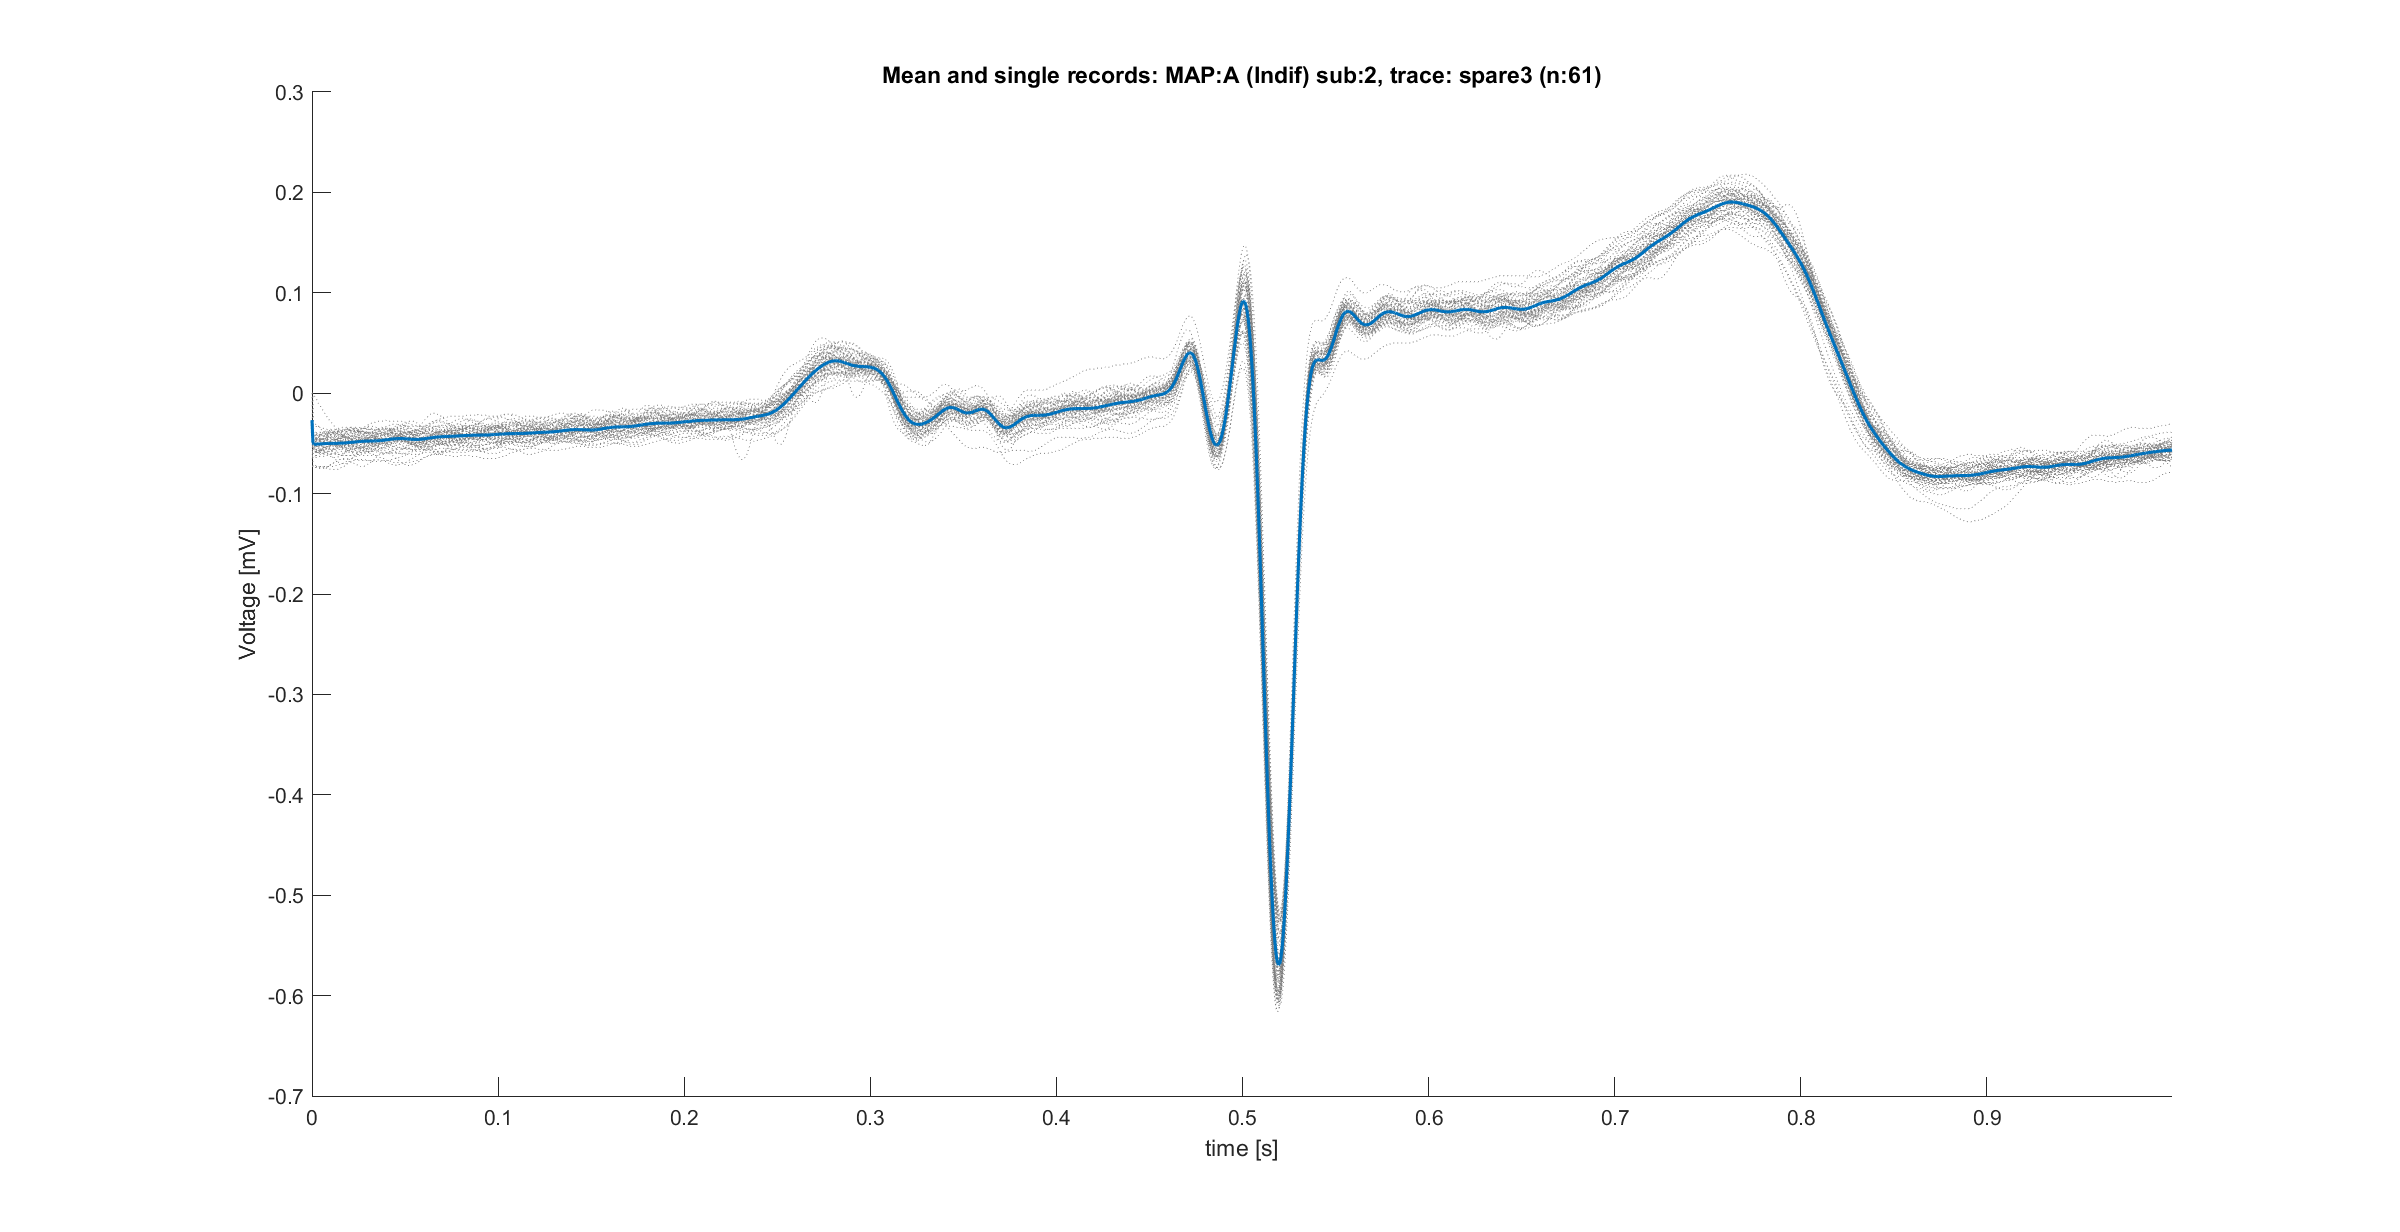 Mean and single records: MAP:A (Indif) sub:2, trace: spare3 (n:61)
0.3
0.2
0.1
0
-0.1
-0.2
-0.3
-0.4
-0.5
-0.6
-0.7
Voltage [mV]
0 0.1 0.2 0.3 0.4 0.5 0.6 0.7 0.8 0.9
time [s]